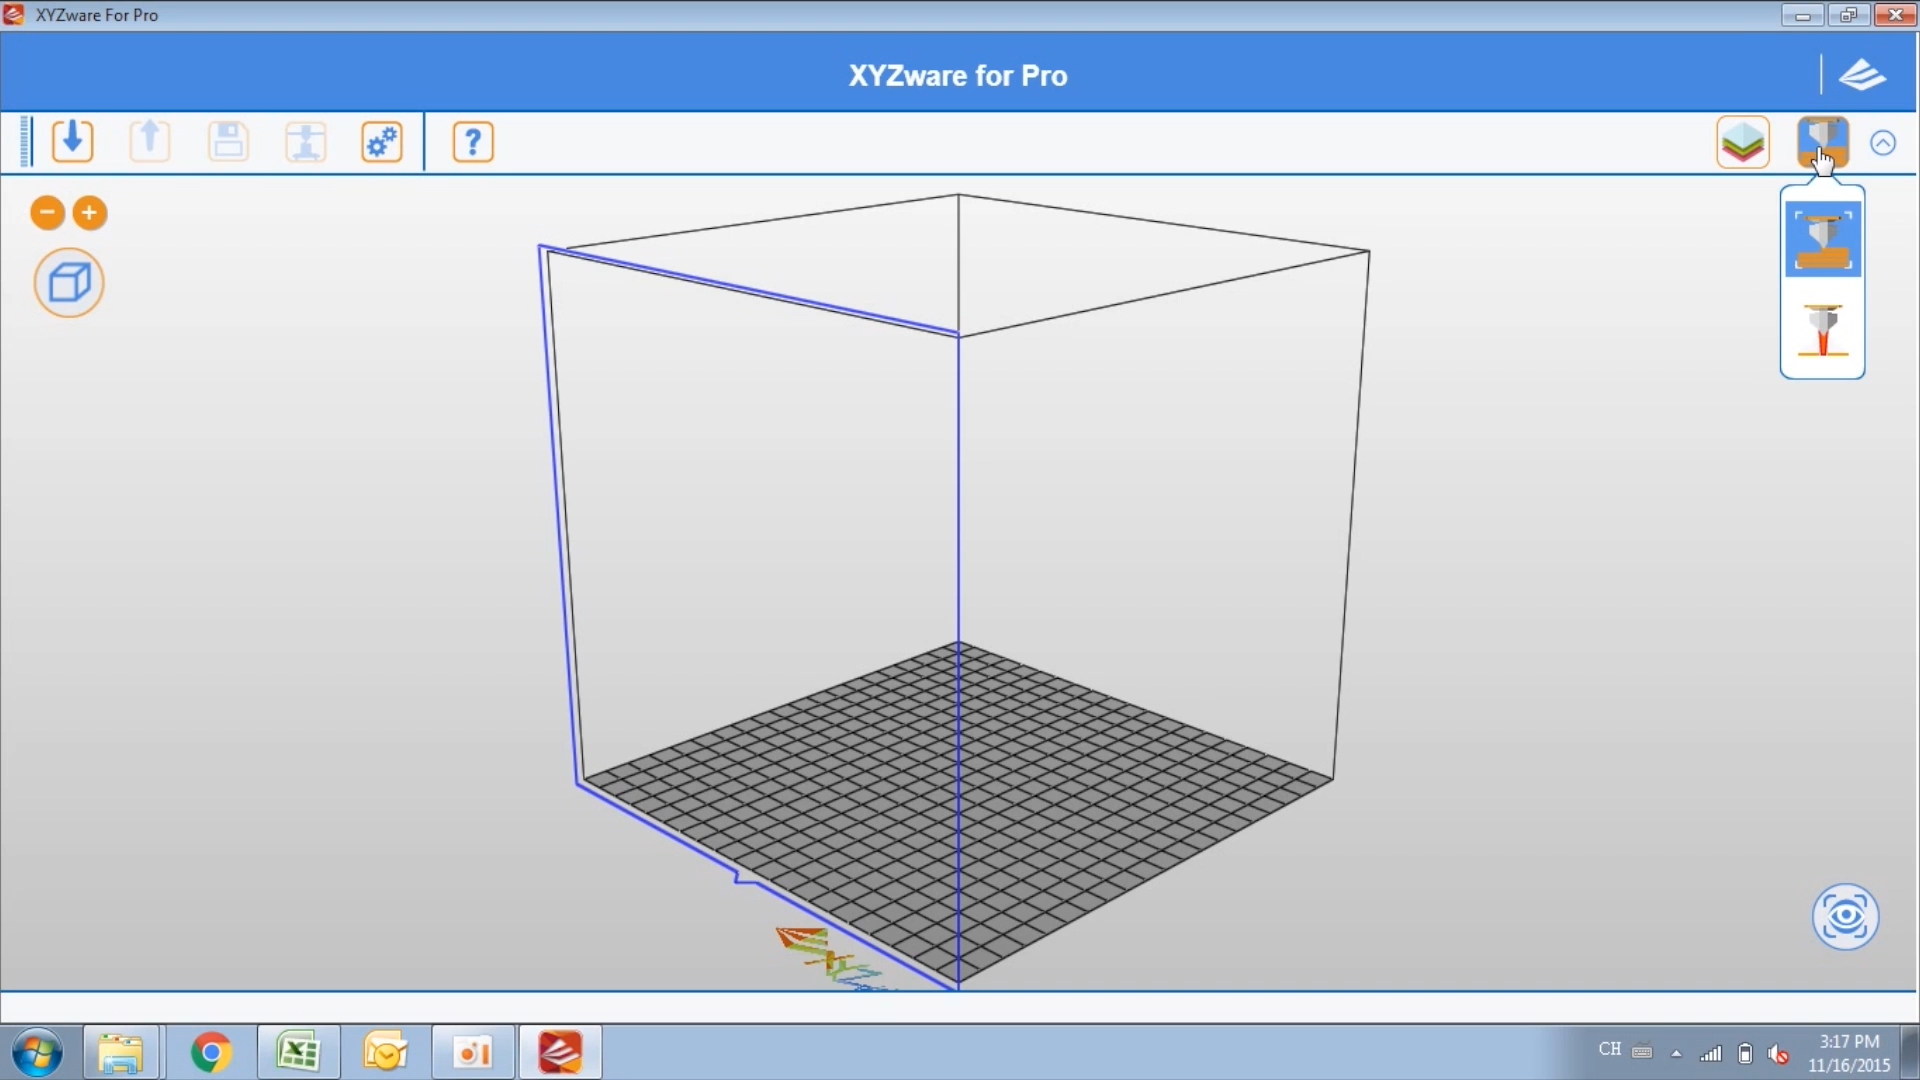 XYZware For Pro
XYZware for Pro
?
CH
3:17 PM
11/16/2015